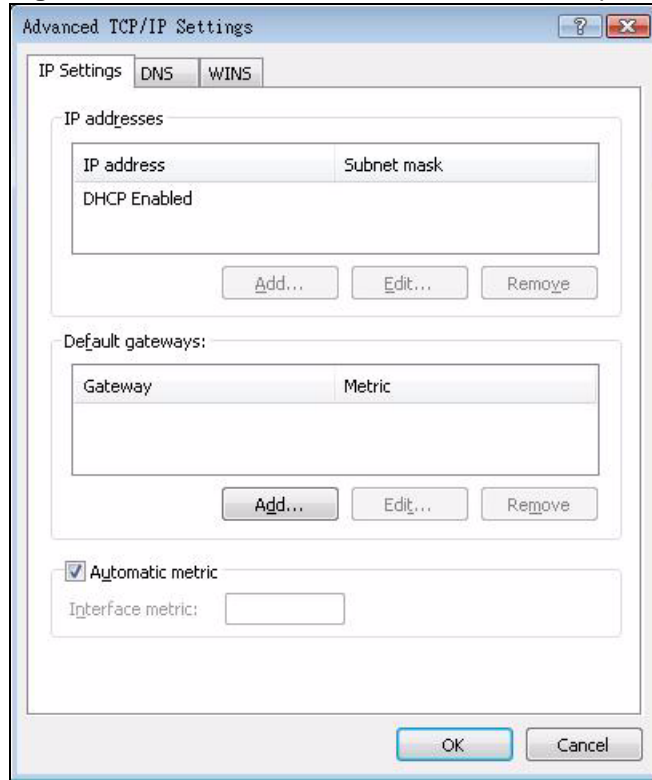 Advanced TCP/IP Settings
IP Settings DNS WINS
IP addresses
IP address Subnet mask
DHCP Enabled
Add... Edit... Remove
Default gateways:
Gateway Metric
Add... Edit... Remove
Automatic metric
Interface metric:
OK Cancel